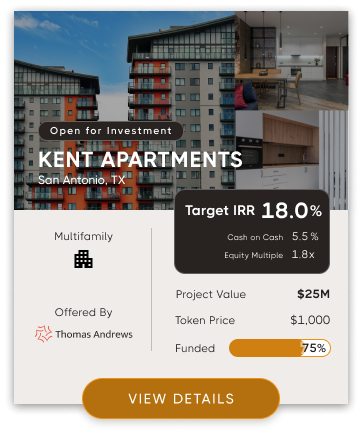 Open for Investment
KENT APARTMENTS
San Antonio, TX
Target IRR 18.0%
Cash on Cash 5.5%
Equity Multiple 1.8x
Multifamily
Offered By
Thomas Andrews
Project Value $25M
Token Price $1,000
Funded 75%
VIEW DETAILS